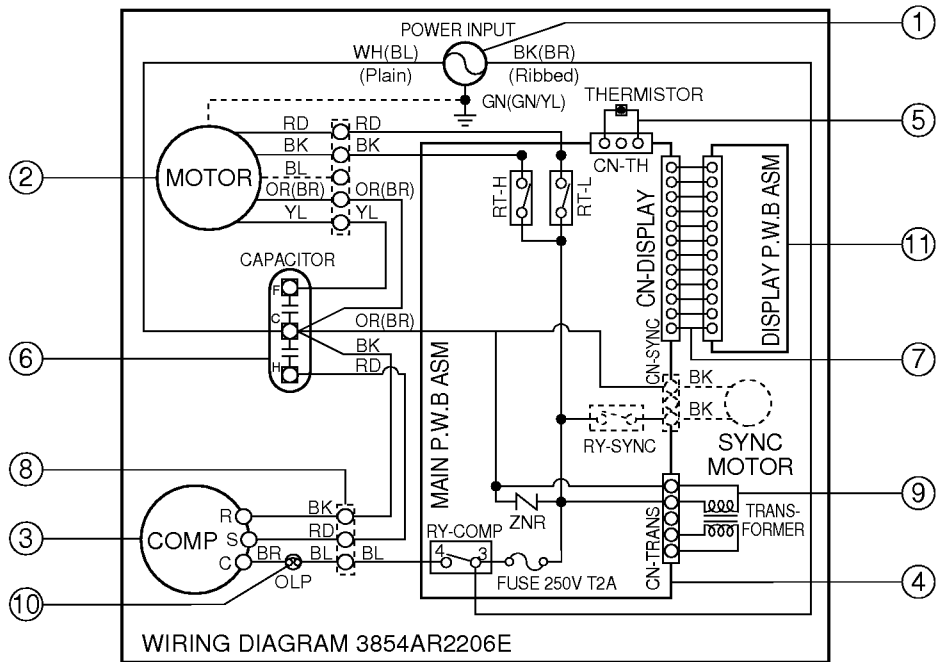 POWER INPUT
1
WH(BL)
BK(BR)
(Plain)
(Ribbed)
GN(GN/YL)
THERMISTOR
5
RD
RD
BK
BK
CN-TH
2
MOTOR
BL
OR(BR)
OR(BR)
YL
YL
RT-H
RT-L
CN-DISPLAY
DISPLAY P.W.B ASM
11
CAPACITOR
F
C
H
OR(BR)
BK
RD
6
CN-SYNC
7
MAIN P.W.B ASM
BK
BK
RY-SYNC
SYNC
MOTOR
8
9
R
BK
ZNR
TRANS-
FORMER
3
COMP
S
RD
RY-COMP
CN-TRANS
C
BR
BL
BL
4
3
OLP
FUSE 250V T2A
4
10
WIRING DIAGRAM 3854AR2206E